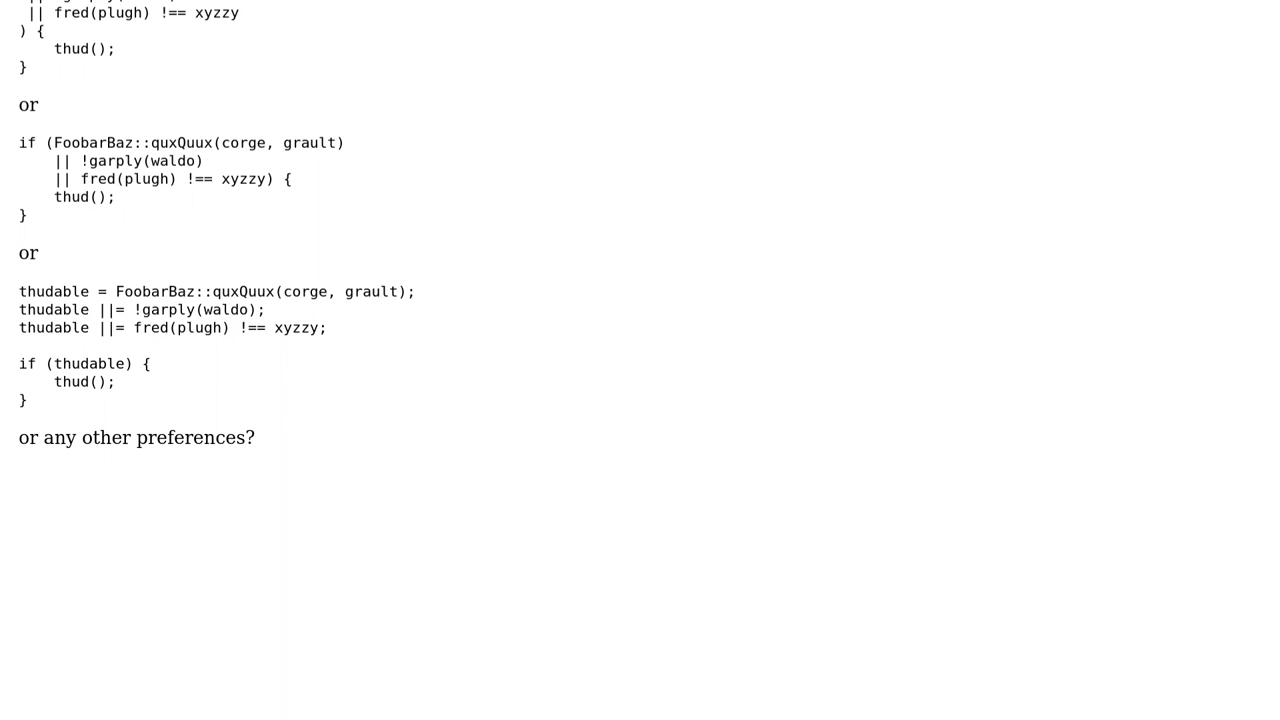 || fred(plugh) !== xyzzy
) {
    thud();
}
or
if (FoobarBaz::quxQuux(corge, grault)
    || !garply(waldo)
    || fred(plugh) !== xyzzy) {
    thud();
}
or
thudable = FoobarBaz::quxQuux(corge, grault);
thudable ||= !garply(waldo);
thudable ||= fred(plugh) !== xyzzy;
if (thudable) {
    thud();
}
or any other preferences?